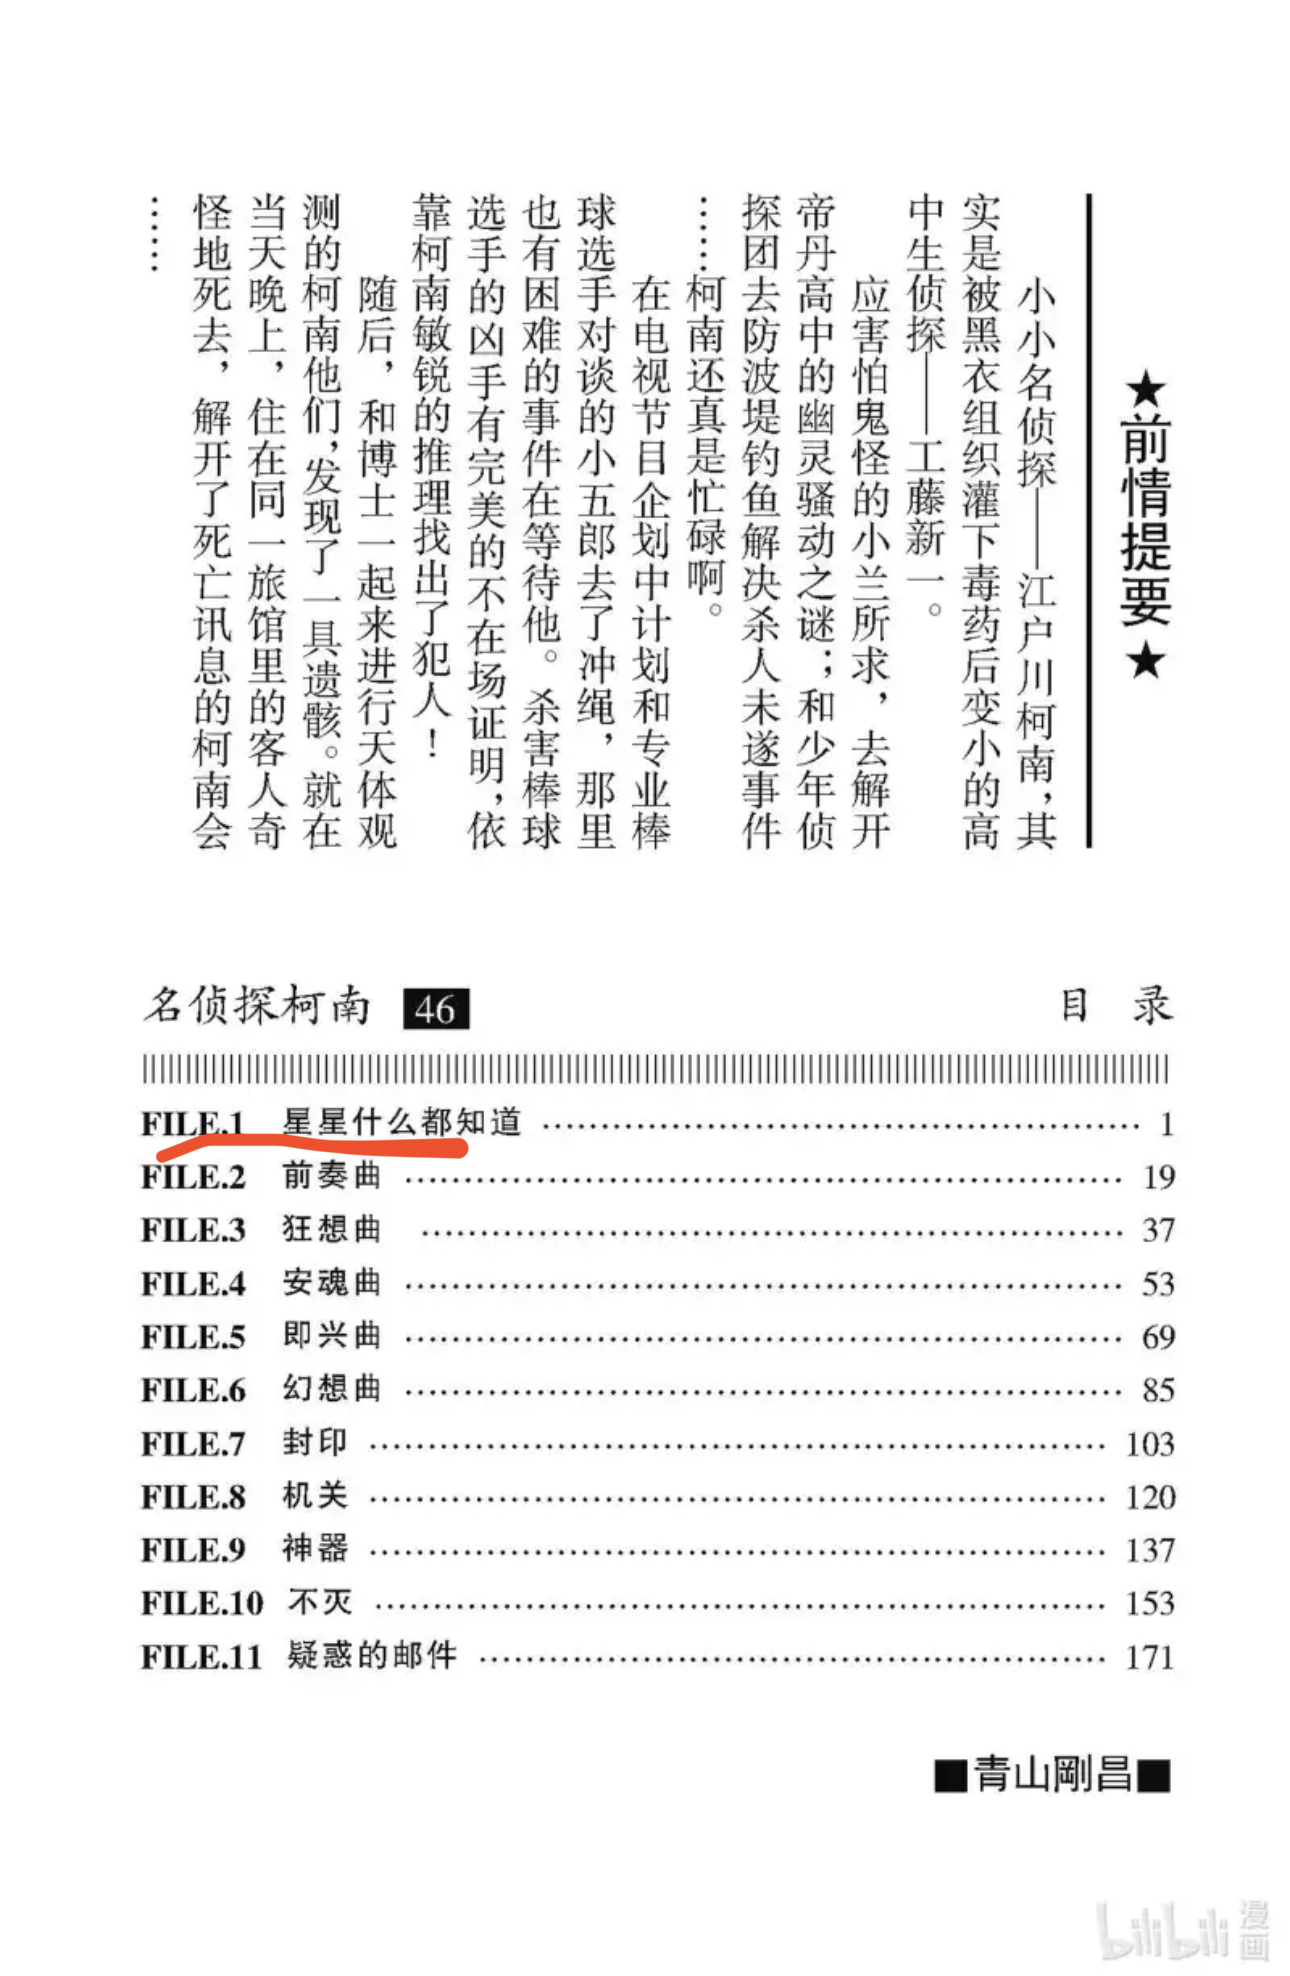 ★前情提要★
小小名侦探——江户川柯南，其
实是被黑衣组织灌下毒药后变小的高
中生侦探——工藤新一。
应害怕鬼怪的小兰所求，去解开
帝丹高中的幽灵骚动之谜；和少年侦
探团去防波堤钓鱼解决杀人未遂事件
……柯南还真是忙碌啊。
在电视节目企划中计划和专业棒
球选手对谈的小五郎去了冲绳，那里
也有困难的事件在等待他。杀害棒球
选手的凶手有完美的不在场证明，依
靠柯南敏锐的推理找出了犯人！
随后，和博士一起来进行天体观
测的柯南他们，发现了一具遗骸。就在
当天晚上，住在同一旅馆里的客人奇
怪地死去，解开了死亡讯息的柯南会
……
名侦探柯南 46 目 录
FILE.1 星星什么都知道 …… 1
FILE.2 前奏曲 …… 19
FILE.3 狂想曲 …… 37
FILE.4 安魂曲 …… 53
FILE.5 即兴曲 …… 69
FILE.6 幻想曲 …… 85
FILE.7 封印 …… 103
FILE.8 机关 …… 120
FILE.9 神器 …… 137
FILE.10 不灭 …… 153
FILE.11 疑惑的邮件 …… 171
■青山剛昌■
bilibili 漫画